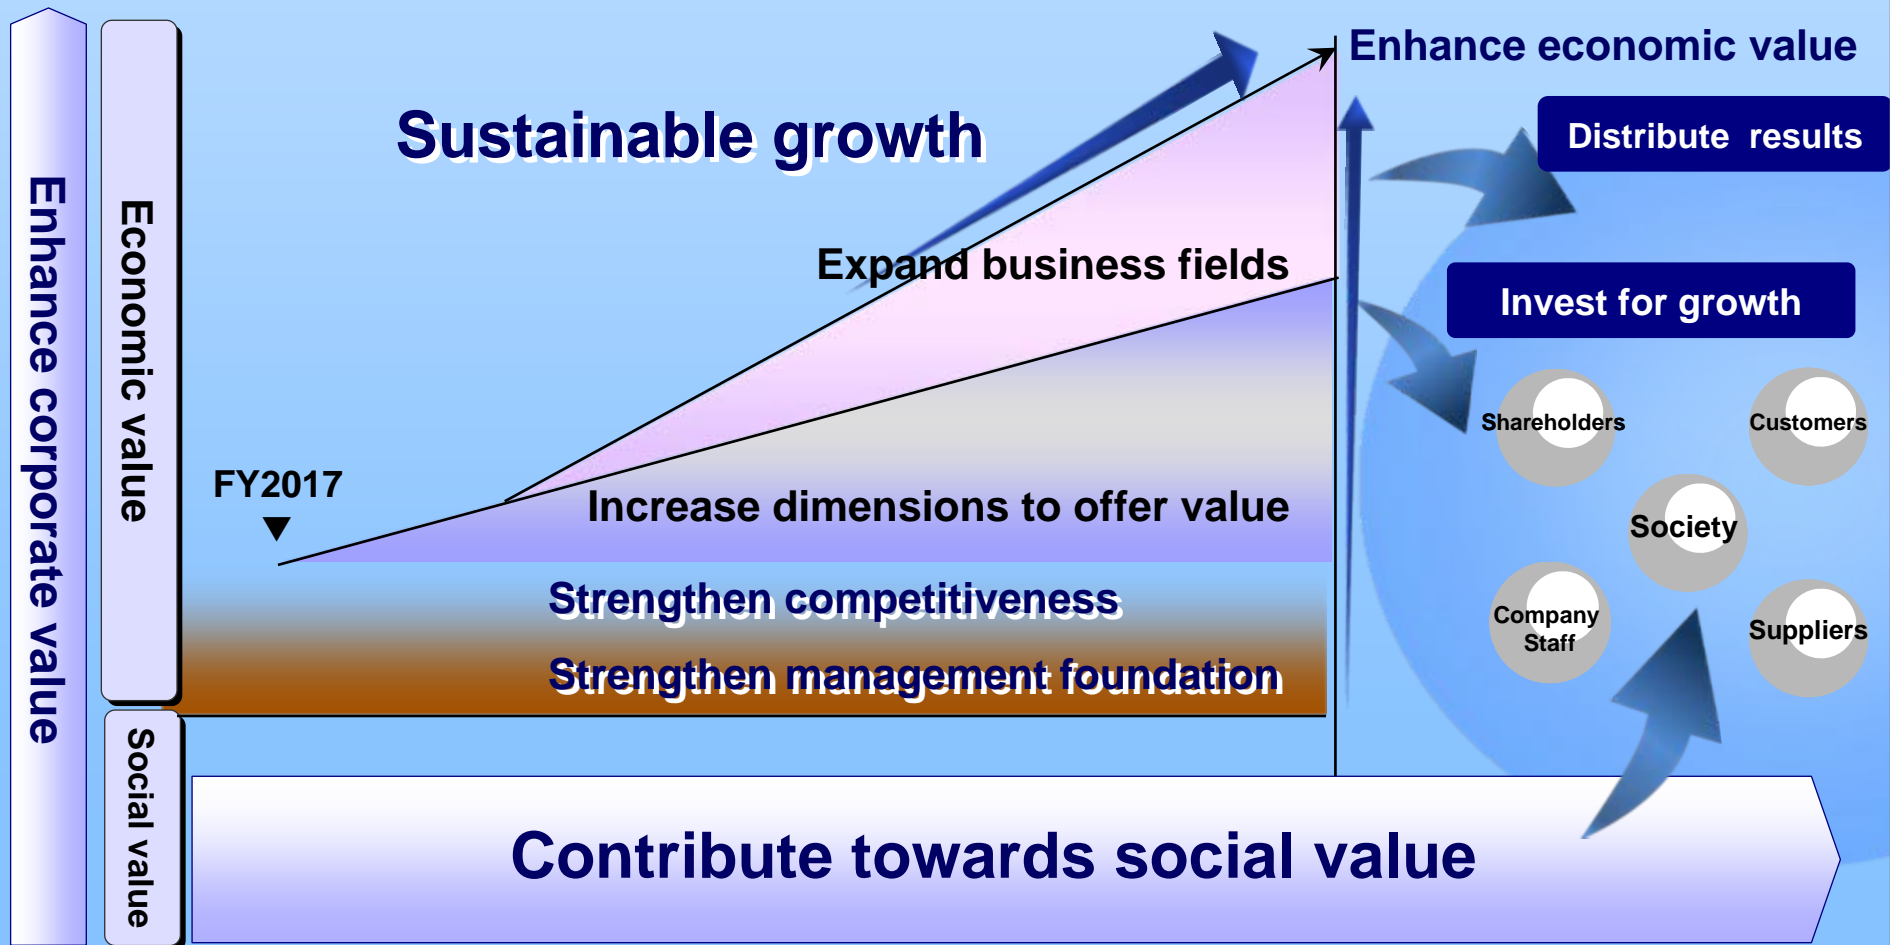 Enhance corporate value
Economic value
Social value
Sustainable growth
Enhance economic value
Distribute results
Expand business fields
Invest for growth
FY2017
Increase dimensions to offer value
Shareholders
Customers
Society
Strengthen competitiveness
Company
Staff
Suppliers
Strengthen management foundation
Contribute towards social value